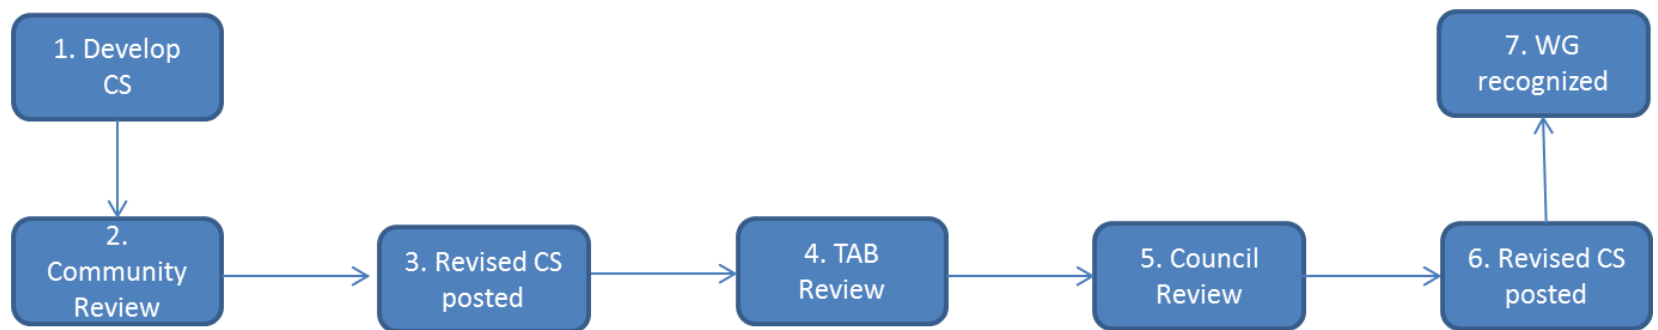 1. Develop
CS
2.
Community
Review
3. Revised CS
posted
4. TAB
Review
5. Council
Review
6. Revised CS
posted
7. WG
recognized